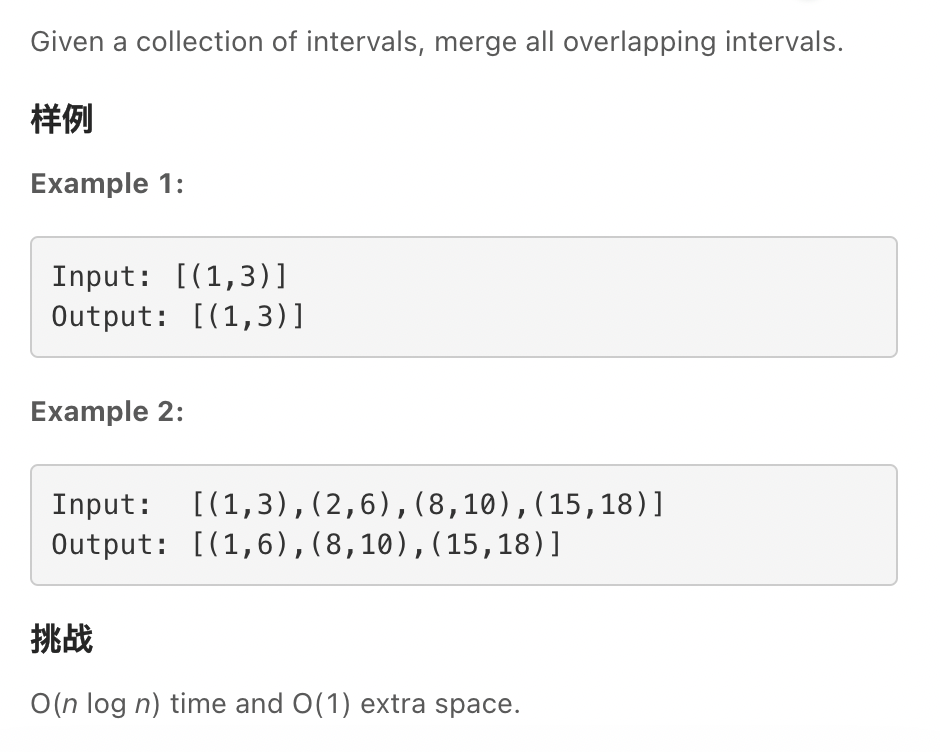 Given a collection of intervals, merge all overlapping intervals.
样例
Example 1:
Input: [(1,3)]
Output: [(1,3)]
Example 2:
Input:  [(1,3),(2,6),(8,10),(15,18)]
Output: [(1,6),(8,10),(15,18)]
挑战
O(n log n) time and O(1) extra space.